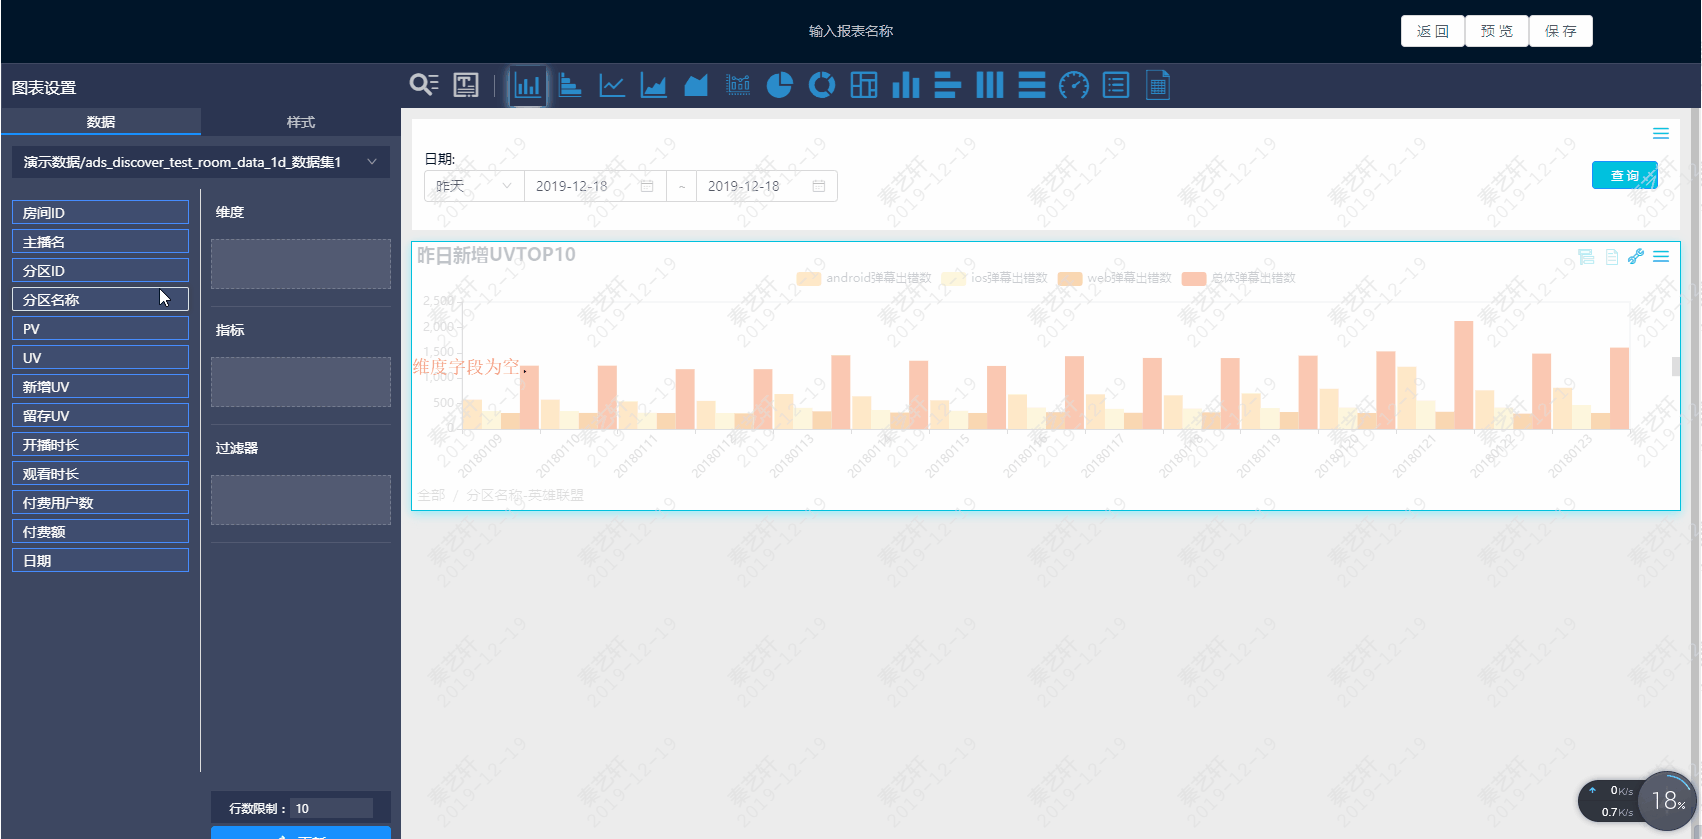 输入报表名称
返 回
预 览
保 存
图表设置
数据
样式
演示数据/ads_discover_test_room_data_1d_数据集1
房间ID
主播名
分区ID
分区名称
PV
UV
新增UV
留存UV
开播时长
观看时长
付费用户数
付费额
日期
维度
指标
过滤器
行数限制：
10
日期:
昨天
2019-12-18
~
2019-12-18
查 询
昨日新增UVTOP10
android弹幕出错数
ios弹幕出错数
web弹幕出错数
总体弹幕出错数
2,500
2,000
1,500
1,000
500
0
维度字段为空.
20180109
20180110
20180111
20180112
20180113
20180114
20180115
20180116
20180117
20180118
20180119
20180120
20180121
20180122
20180123
全部 / 分区名称-英雄联盟
秦艺轩
2019-12-19
0K/s
0.7K/s
18%